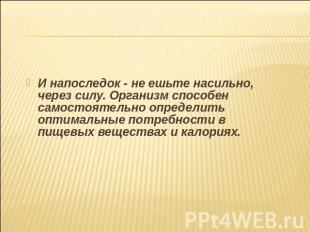 И напоследок - не ешьте насильно,
через силу. Организм способен
самостоятельно определить
оптимальные потребности в
пищевых веществах и калориях.
PPt4WEB.ru